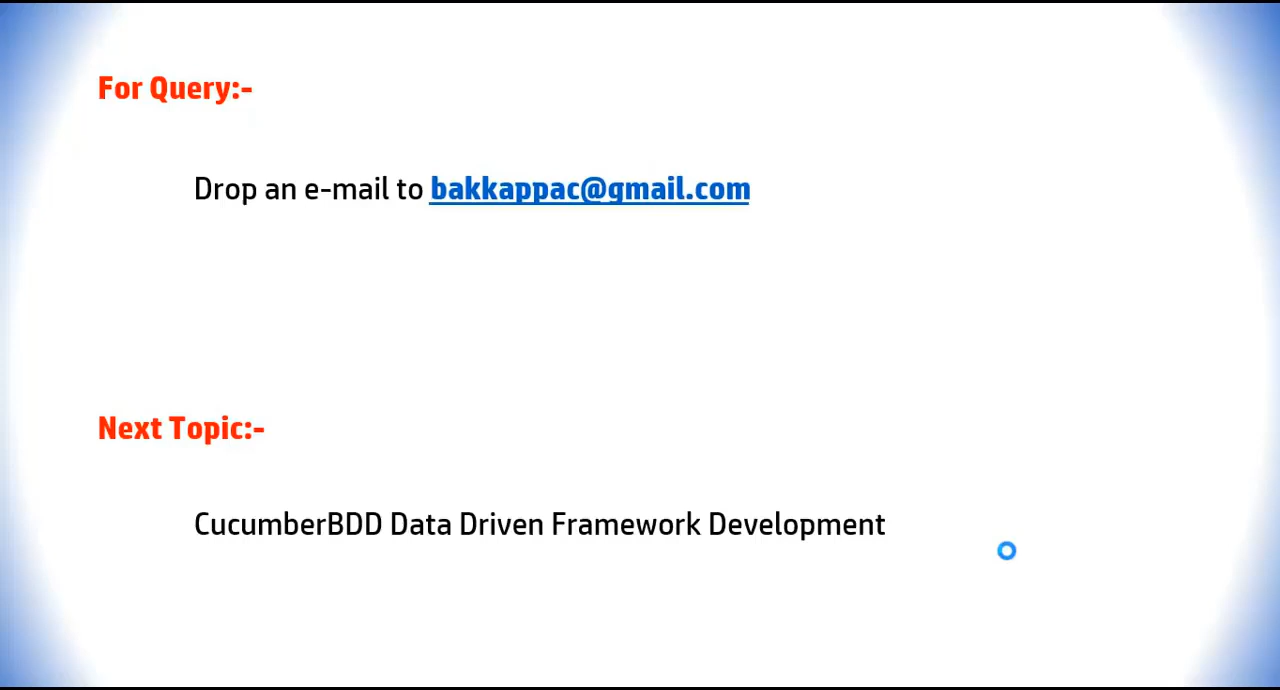 For Query:-
Drop an e-mail to bakkappac@gmail.com
Next Topic:-
CucumberBDD Data Driven Framework Development